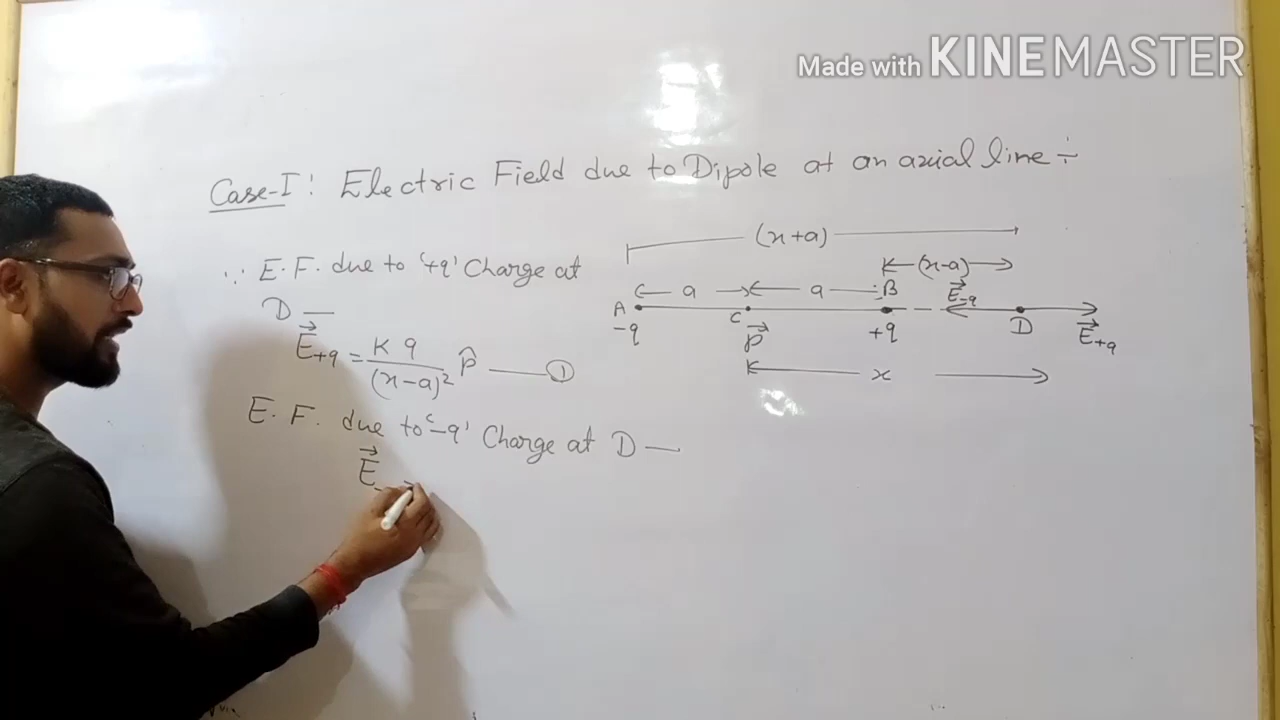 Made with KINEMASTER
Case-I : Electric Field due to Dipole at an axial line ÷
∵ E.F. due to '+q' Charge at
D —
E⃗+q = K q / (x-a)² p̂ —— ①
E.F. due to '-q' Charge at D —
E⃗-
(x+a)
(x-a)
a a B E⃗-q
A C D
-q p⃗ +q E⃗+q
x